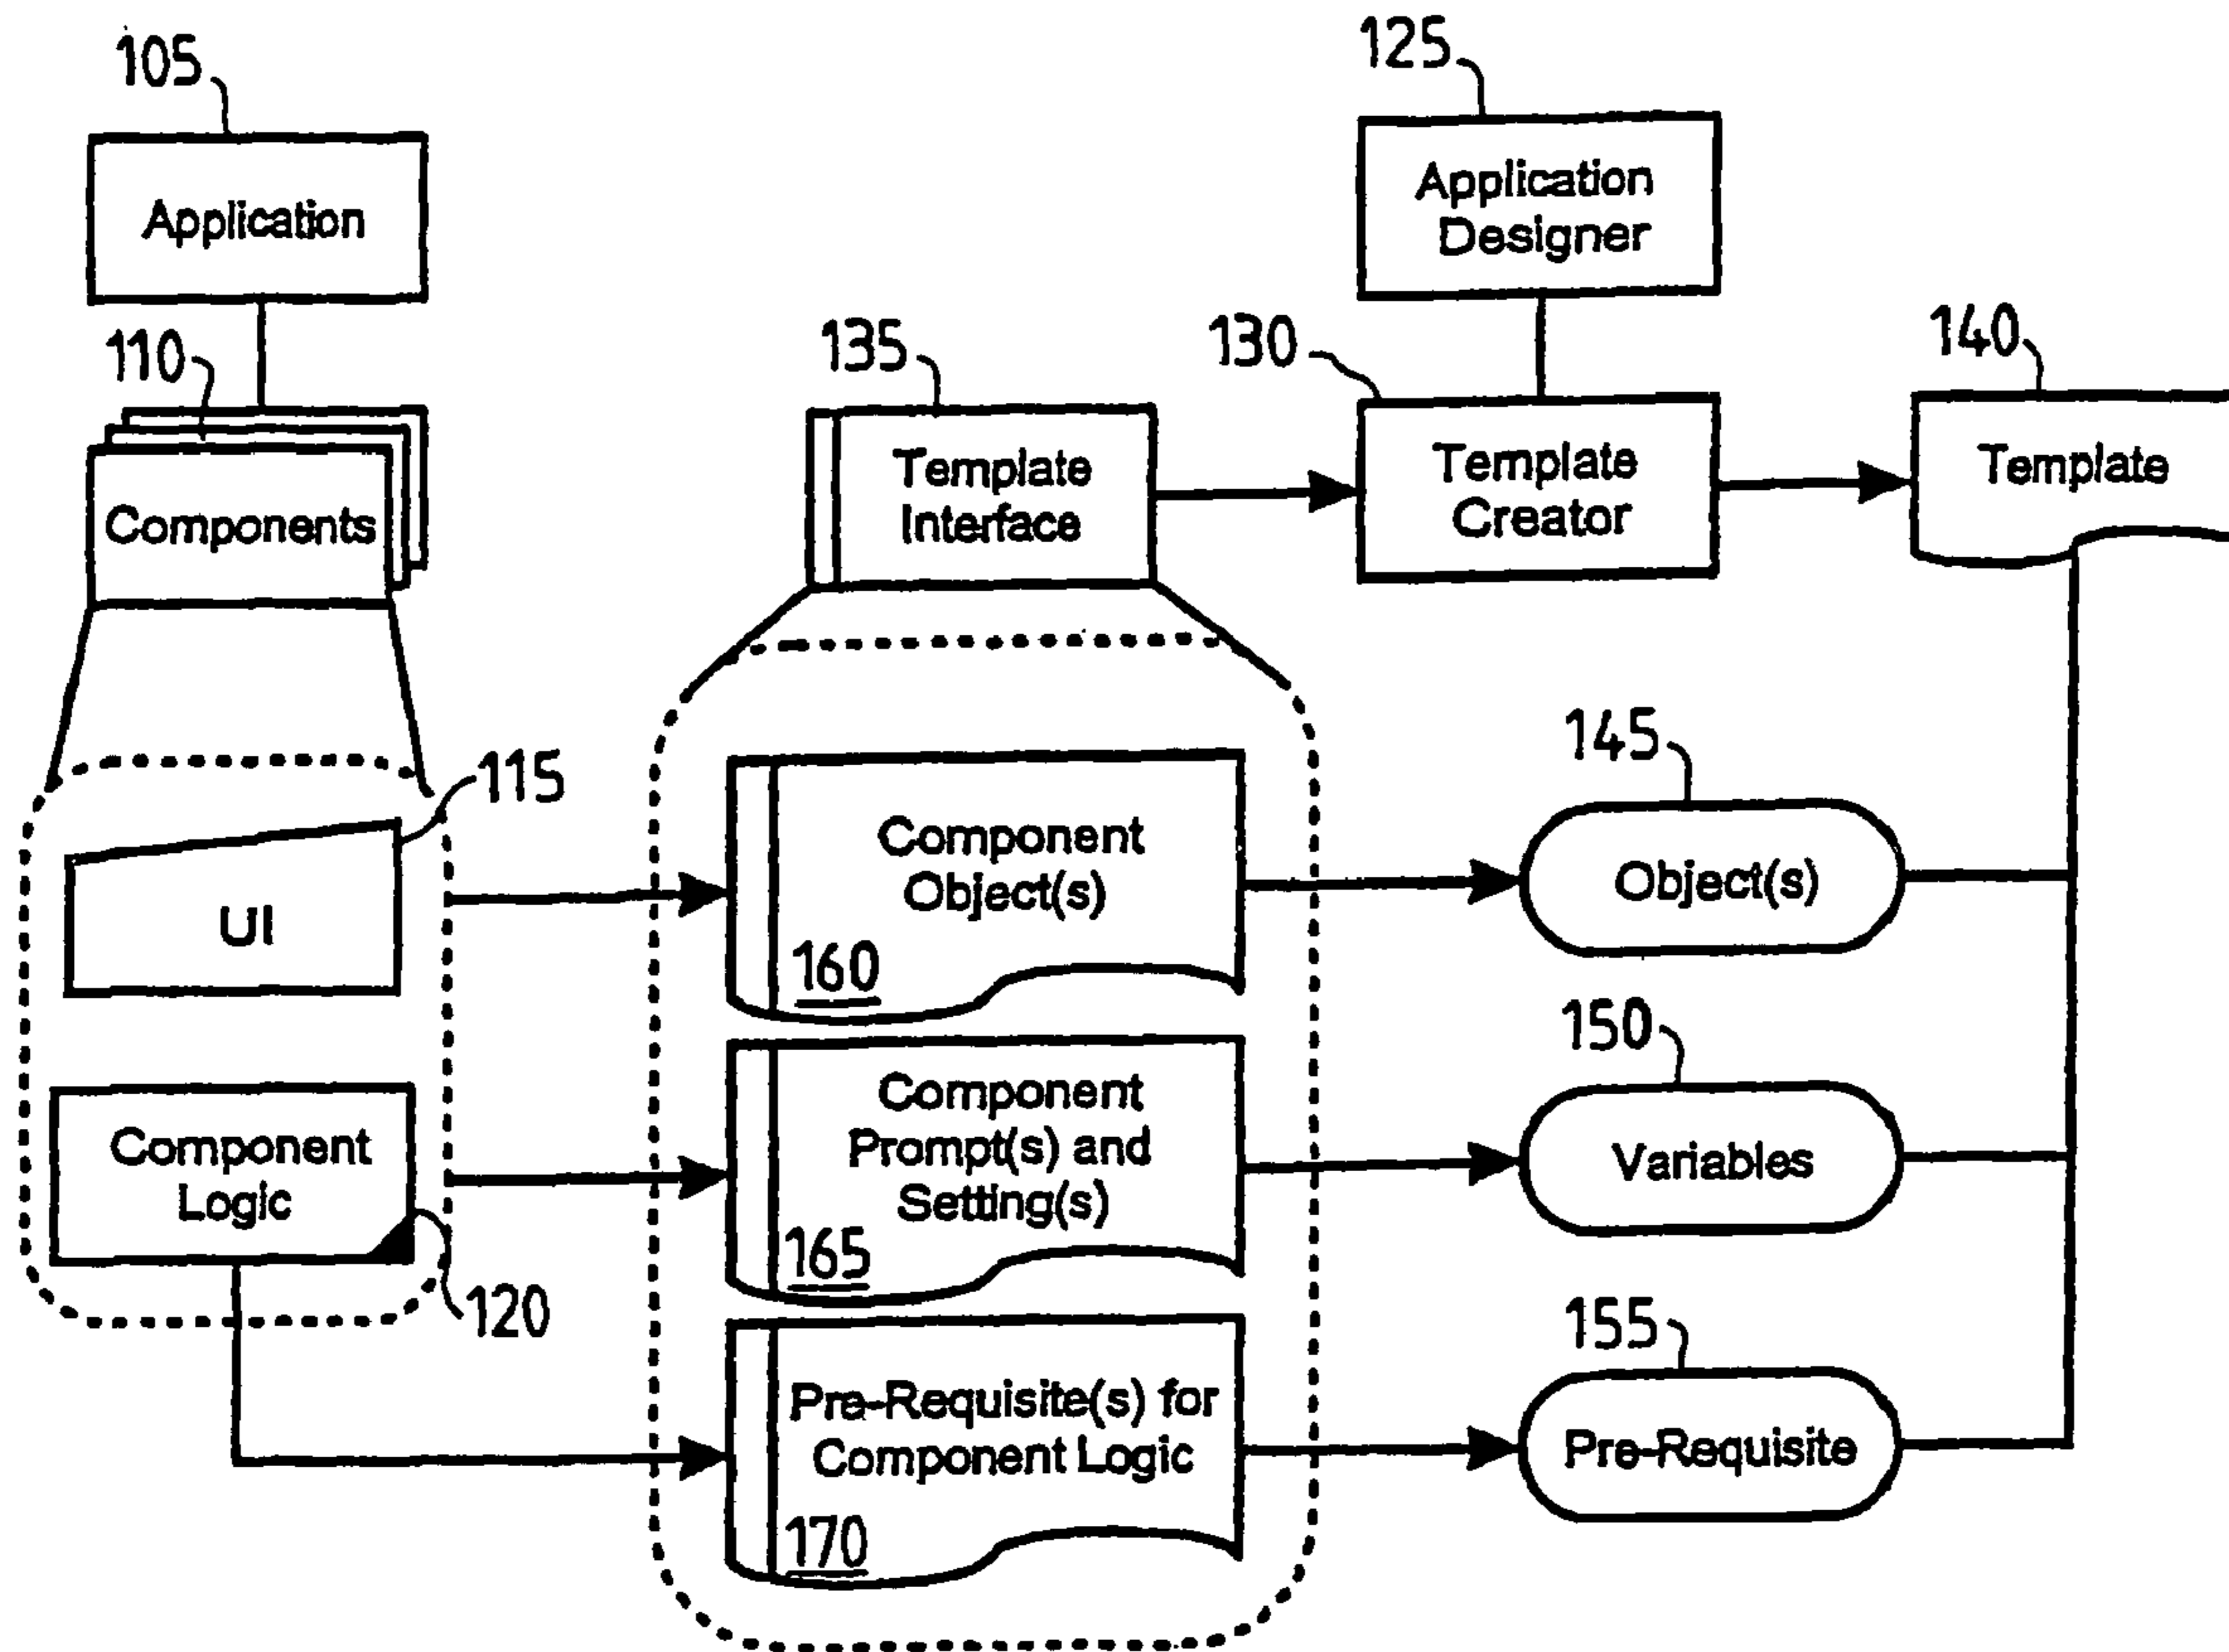 105
125
Application
Application
Designer
110
135
130
140
Components
Template
Interface
Template
Creator
Template
115
145
UI
Component
Object(s)
160
Object(s)
150
Component
Logic
120
Component
Prompt(s) and
Setting(s)
165
Variables
155
Pre-Requisite(s) for
Component Logic
170
Pre-Requisite